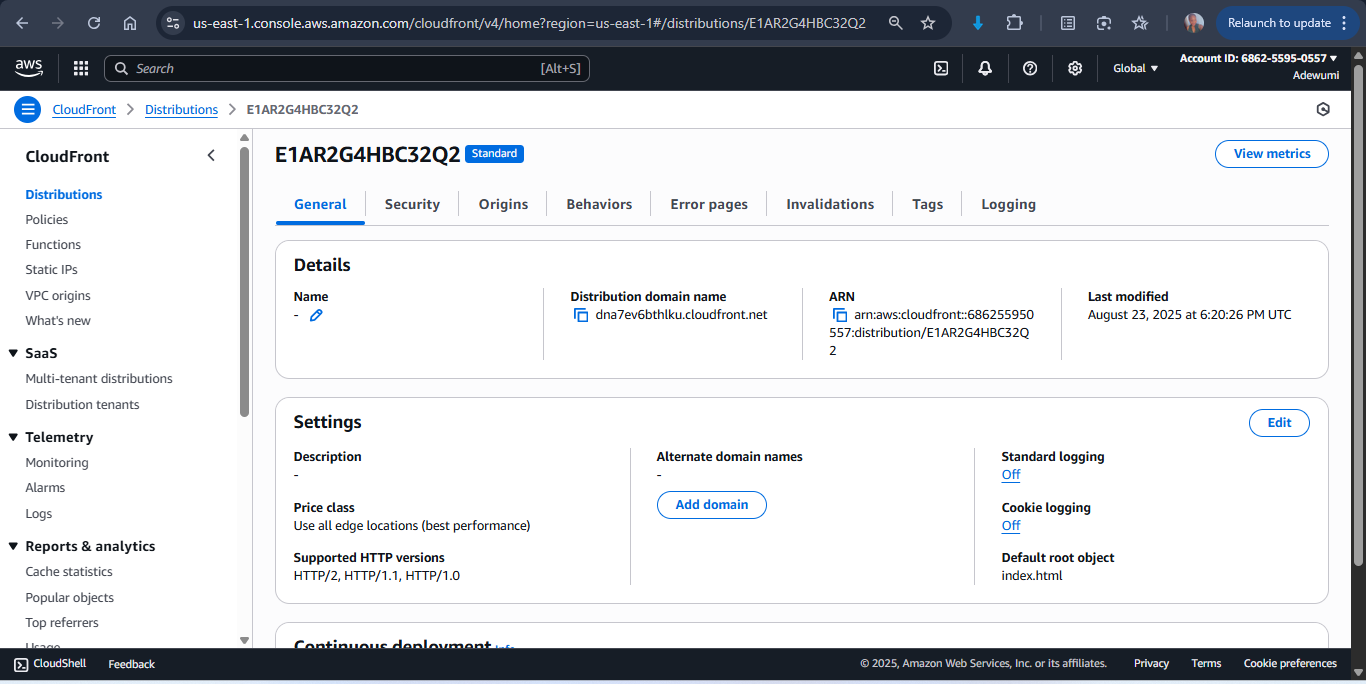 us-east-1.console.aws.amazon.com/cloudfront/v4/home?region=us-east-1#/distributions/E1AR2G4HBC32Q2
Relaunch to update
aws
Search
[Alt+S]
Global
Account ID: 6862-5595-0557
Adewumi
CloudFront
Distributions
E1AR2G4HBC32Q2
CloudFront
Distributions
Policies
Functions
Static IPs
VPC origins
What's new
SaaS
Multi-tenant distributions
Distribution tenants
Telemetry
Monitoring
Alarms
Logs
Reports & analytics
Cache statistics
Popular objects
Top referrers
Usage
E1AR2G4HBC32Q2
Standard
View metrics
General
Security
Origins
Behaviors
Error pages
Invalidations
Tags
Logging
Details
Name
-
Distribution domain name
dna7ev6bthlku.cloudfront.net
ARN
arn:aws:cloudfront::686255950
557:distribution/E1AR2G4HBC32Q
2
Last modified
August 23, 2025 at 6:20:26 PM UTC
Settings
Edit
Description
-
Price class
Use all edge locations (best performance)
Supported HTTP versions
HTTP/2, HTTP/1.1, HTTP/1.0
Alternate domain names
-
Add domain
Standard logging
Off
Cookie logging
Off
Default root object
index.html
Continuous deployment Info
CloudShell
Feedback
© 2025, Amazon Web Services, Inc. or its affiliates.
Privacy
Terms
Cookie preferences